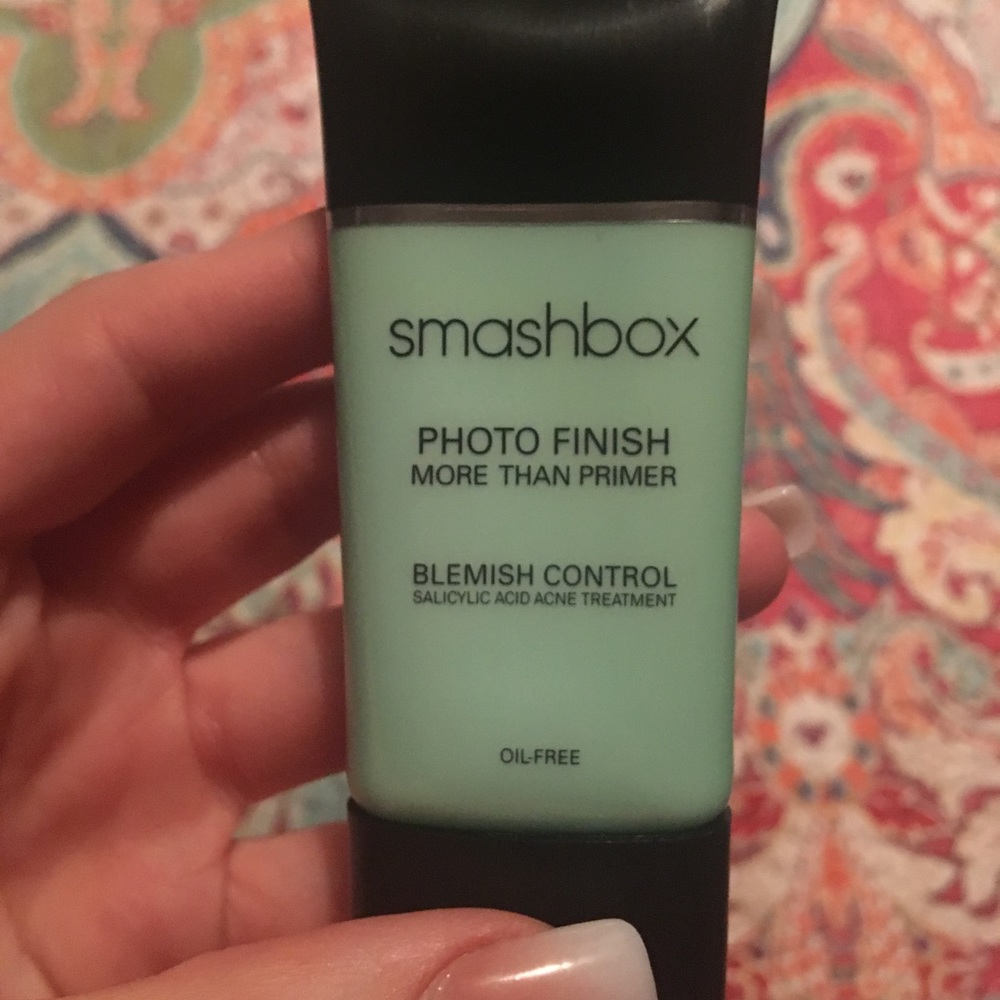 smashbox
PHOTO FINISH
MORE THAN PRIMER
BLEMISH CONTROL
SALICYLIC ACID ACNE TREATMENT
OIL-FREE